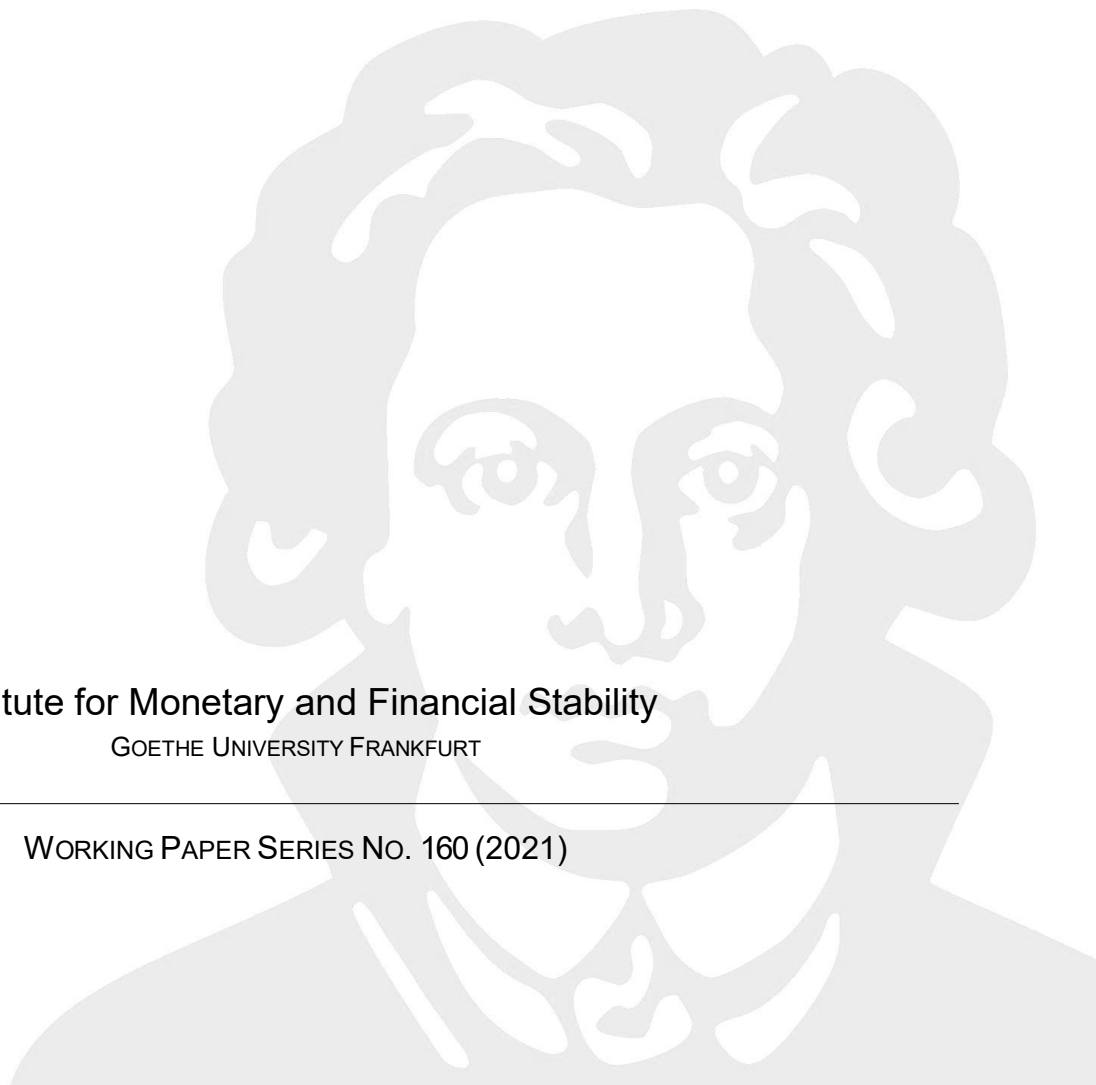 tute for Monetary and Financial Stability
GOETHE UNIVERSITY FRANKFURT
WORKING PAPER SERIES NO. 160 (2021)